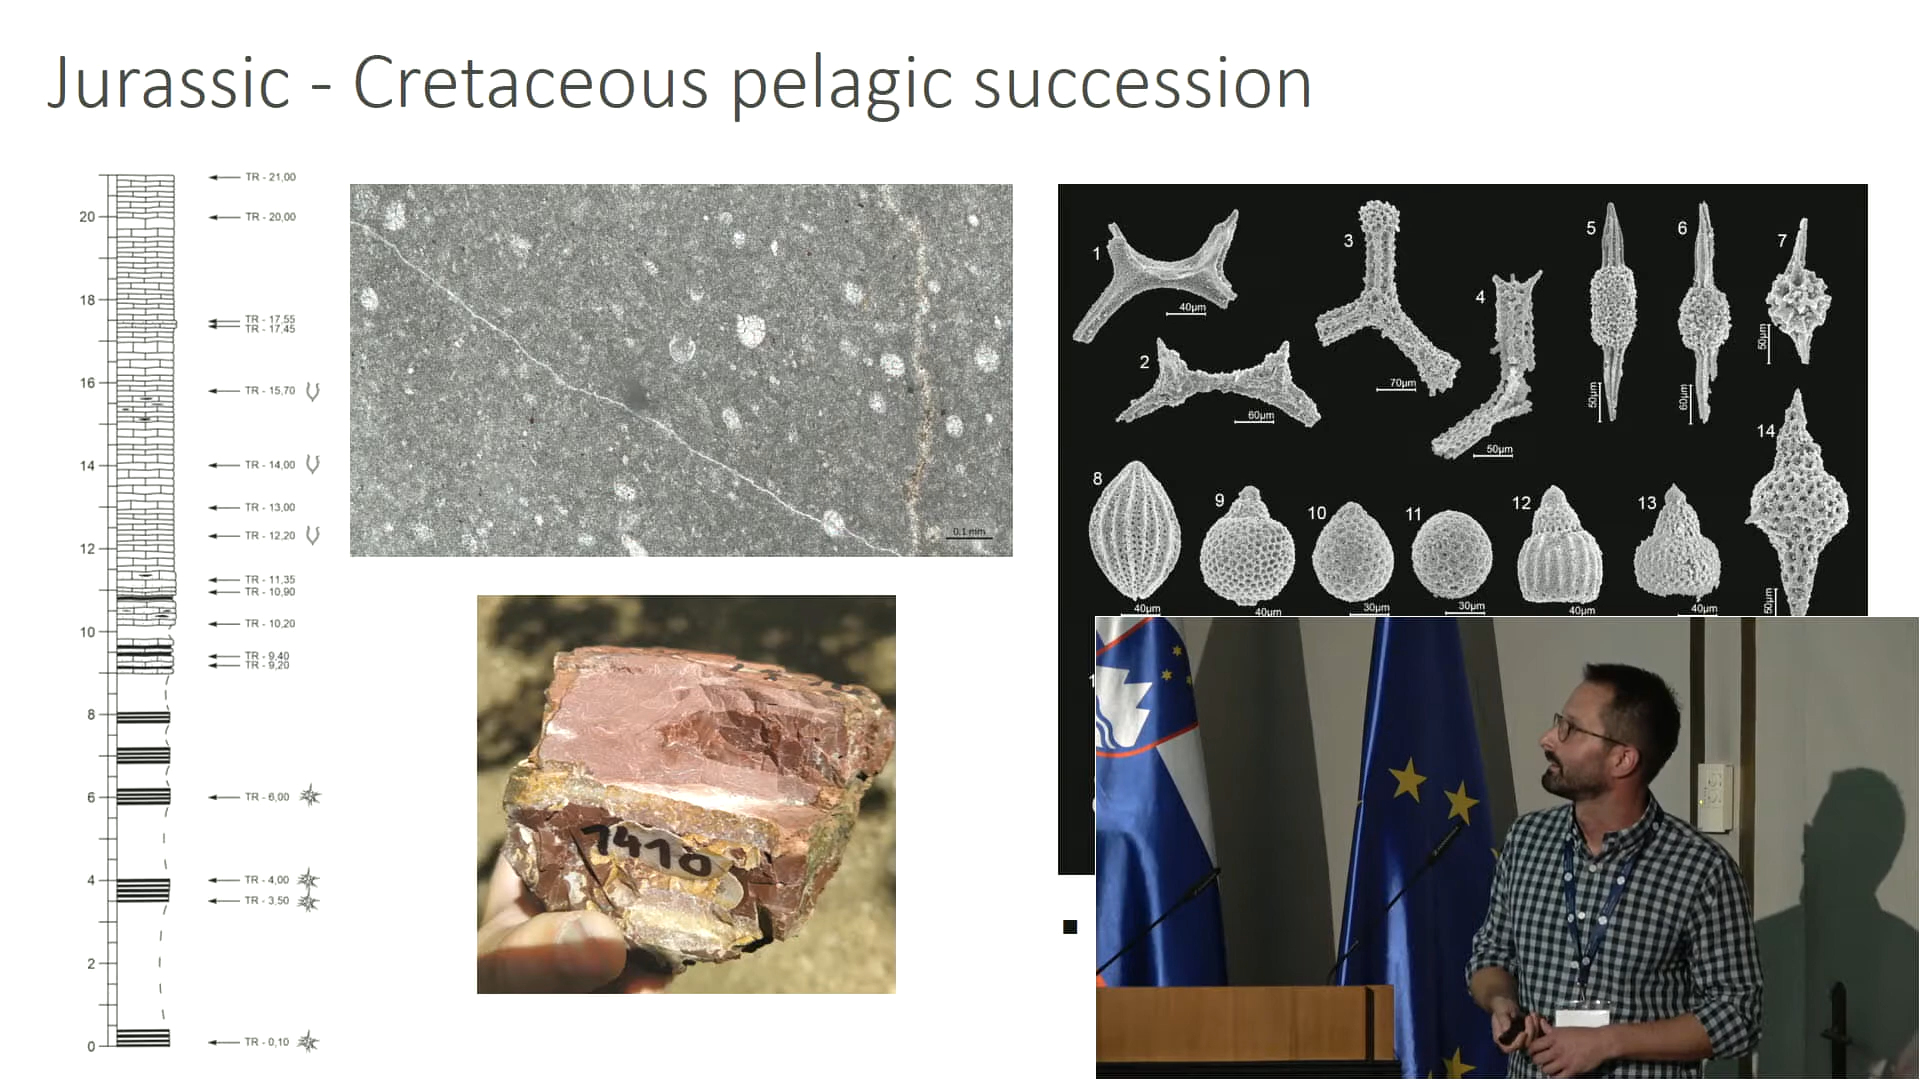 Jurassic - Cretaceous pelagic succession
TR - 21,00
20
TR - 20,00
18
TR - 17,55
TR - 17,45
16
TR - 15,70
14
TR - 14,00
TR - 13,00
TR - 12,20
12
TR - 11,35
TR - 10,90
10
TR - 10,20
TR - 9,40
TR - 9,20
8
6
TR - 6,00
4
TR - 4,00
TR - 3,50
2
0
TR - 0,10
0.1 mm
7410
1
40µm
2
60µm
3
70µm
4
50µm
5
50µm
6
60µm
7
50µm
8
40µm
9
40µm
10
30µm
11
30µm
12
40µm
13
40µm
14
50µm